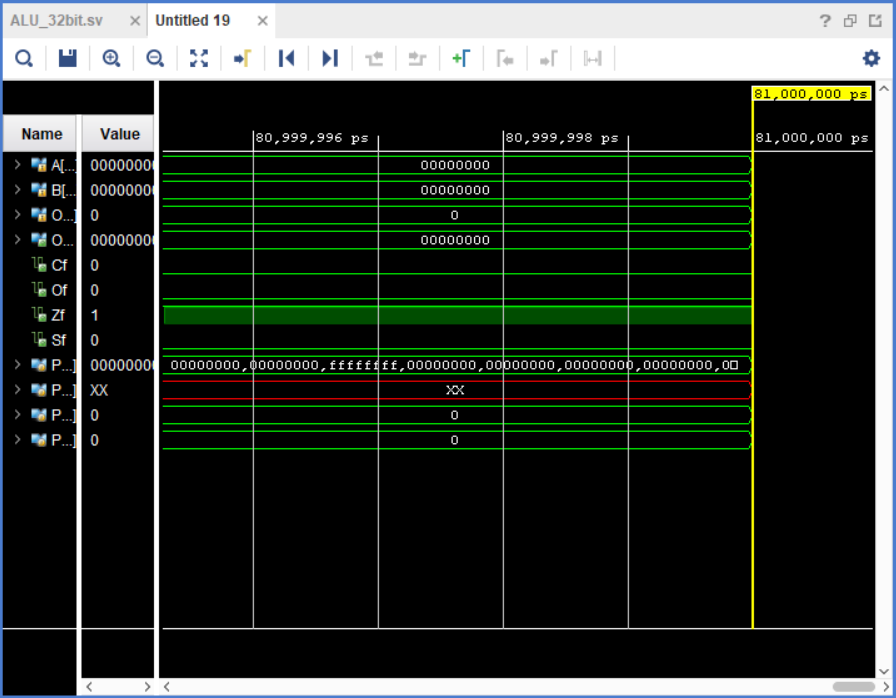 ALU_32bit.sv × Untitled 19 ×
?
81,000,000 ps
Name Value 80,999,996 ps 80,999,998 ps 81,000,000 ps
A[...] 00000000 00000000
B[... 00000000 00000000
O...] 0 0
O... 00000000 00000000
Cf 0
Of 0
Zf 1
Sf 0
P...] 00000000 00000000,00000000,ffffffff,00000000,00000000,00000000,00000000,0□
P...] XX XX
P...] 0 0
P...] 0 0